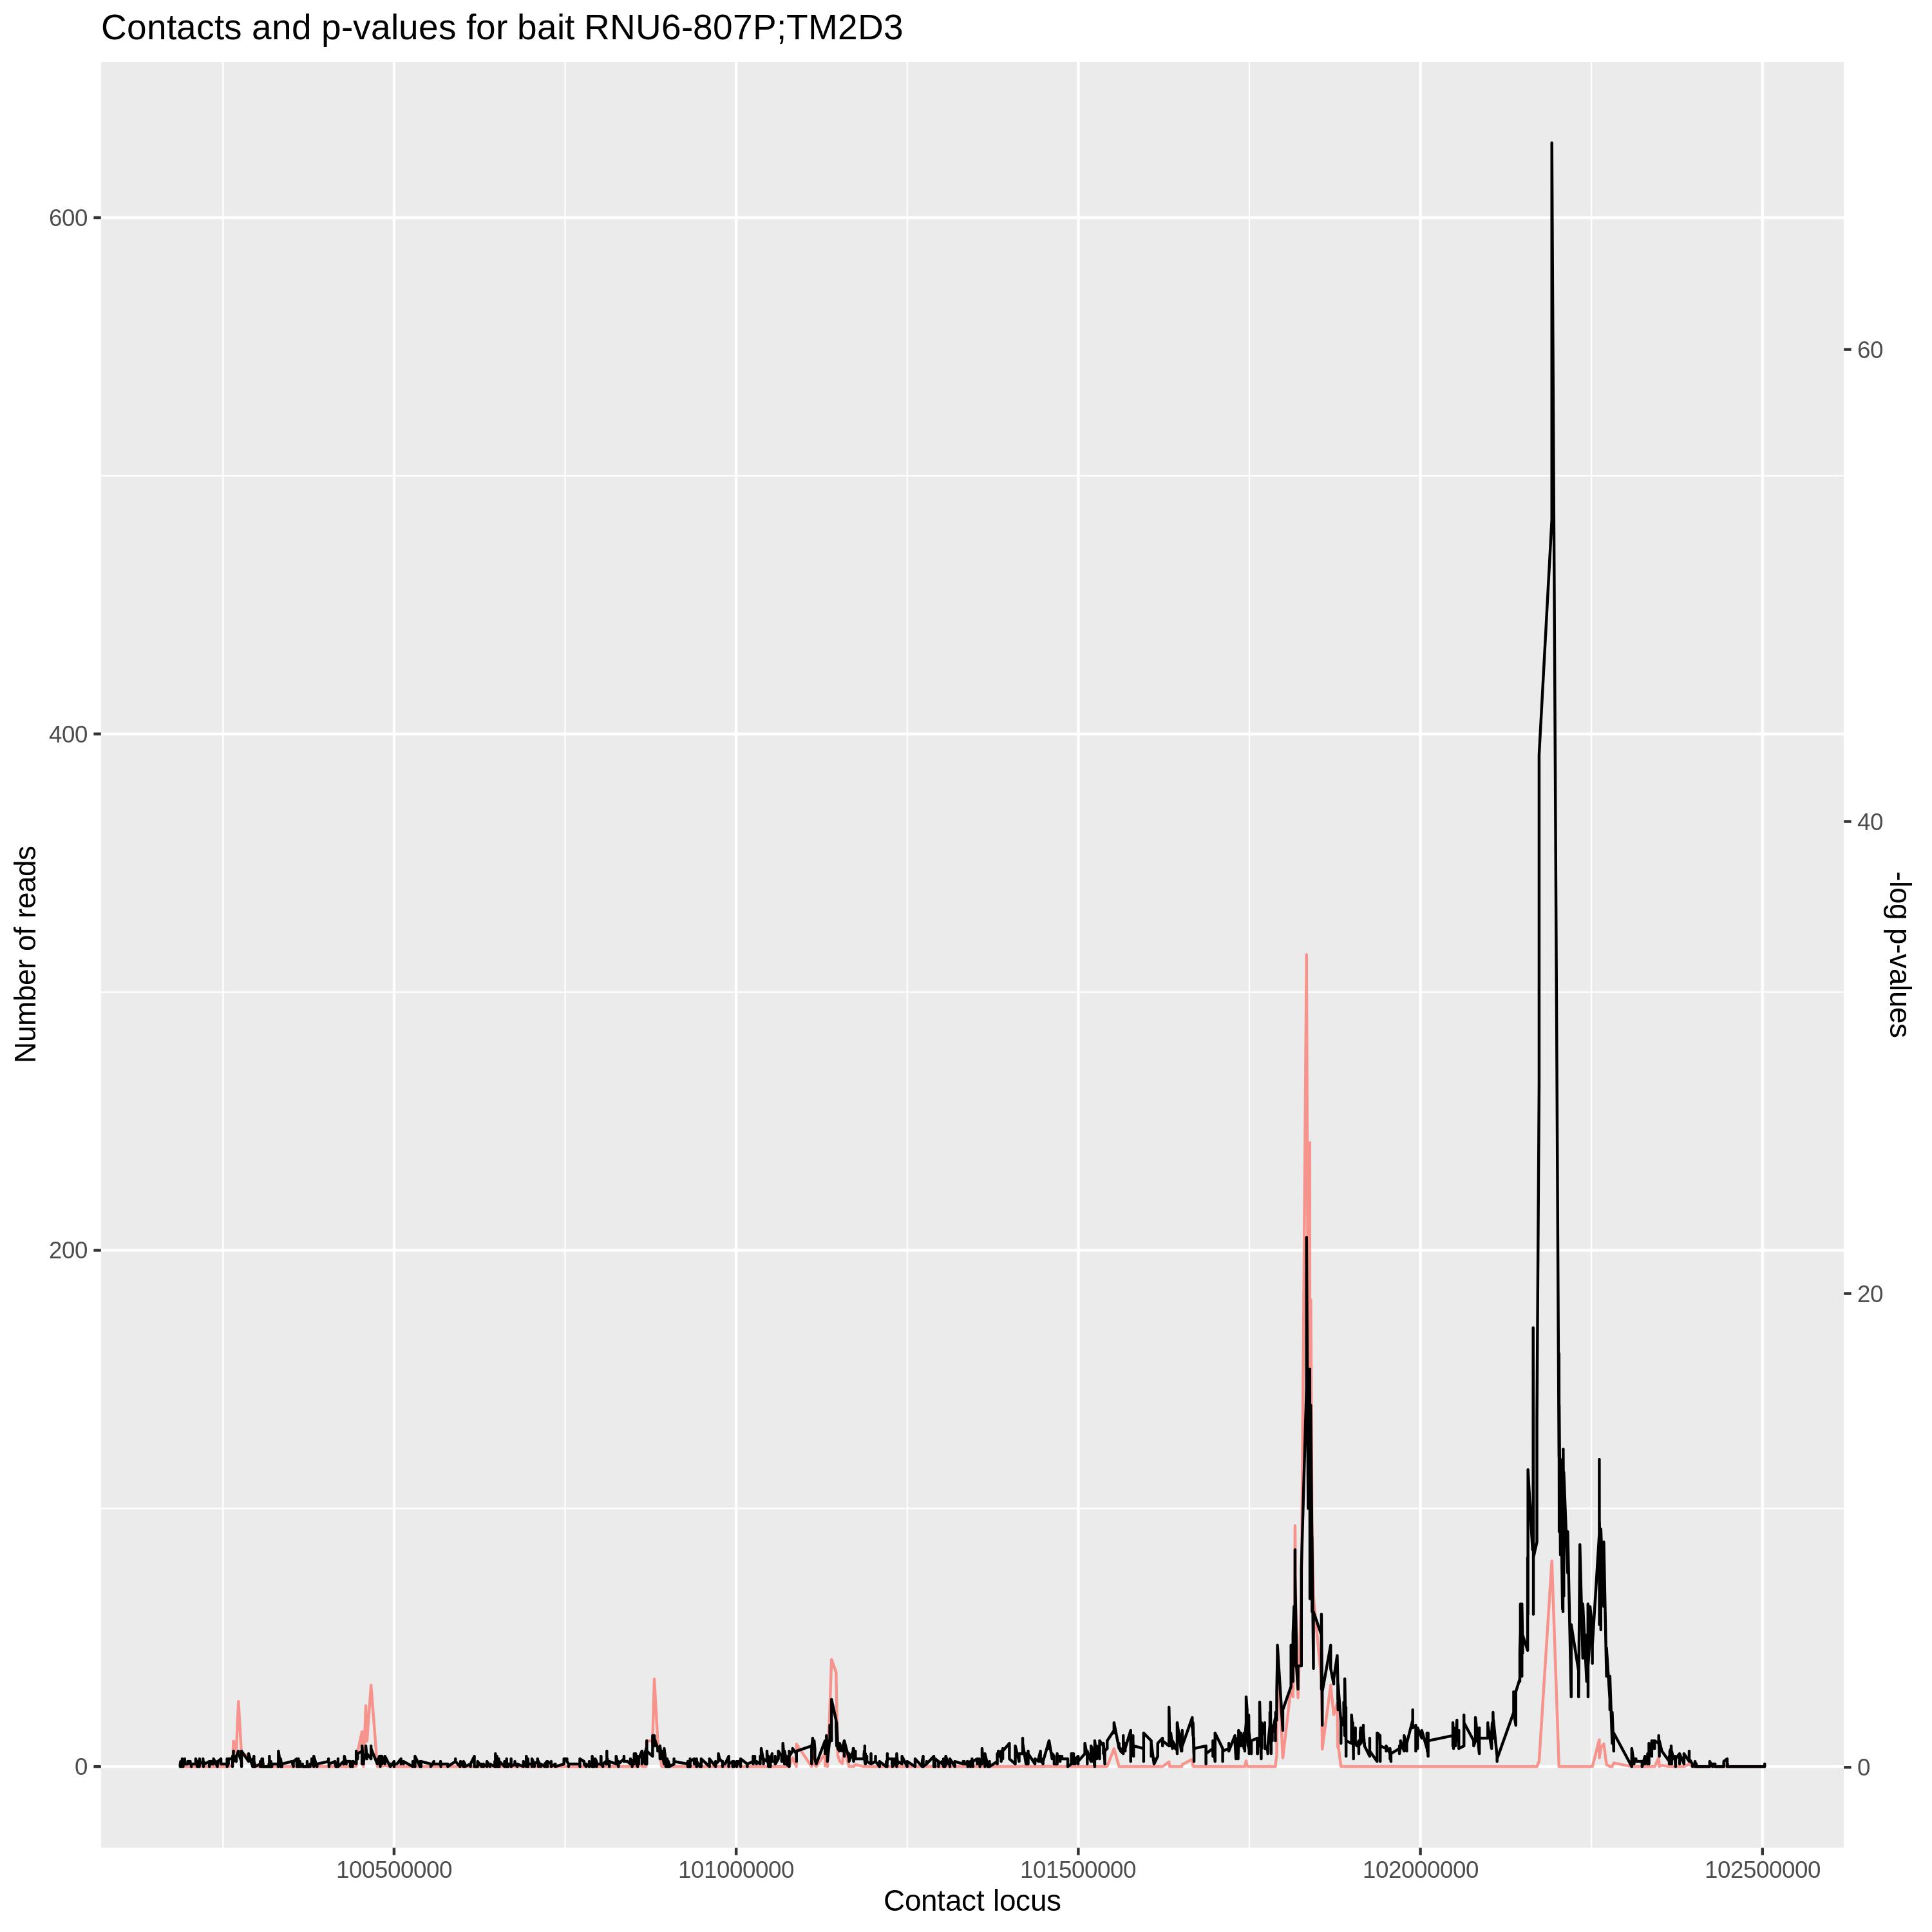 Contacts and p-values for bait RNU6-807P;TM2D3
600
400
200
0
Number of reads
60
40
20
0
-log p-values
100500000 101000000 101500000 102000000 102500000
Contact locus